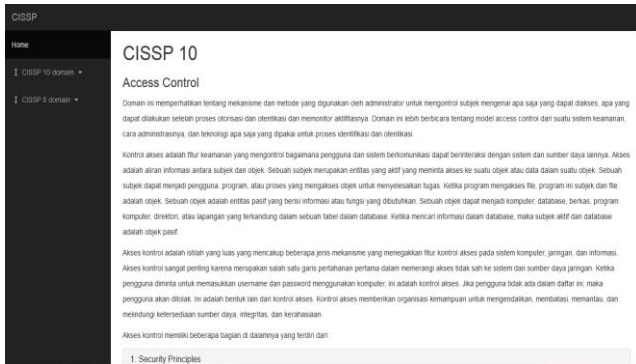 CISSP
Home
CISSP 10 domain
CISSP 8 domain
CISSP 10
Access Control
Domain ini memperhatikan tentang mekanisme dan metode yang digunakan oleh administrator untuk mengontrol subjek mengenai apa saja yang dapat diakses, apa yang
dapat dilakukan setelah proses otorisasi dan otentikasi dan memonitor aktifitasnya. Domain ini lebih berbicara tentang model access control dari suatu sistem keamanan,
cara administrasinya, dan teknologi apa saja yang dipakai untuk proses identifikasi dan otentikasi.
Kontrol akses adalah fitur keamanan yang mengontrol bagaimana pengguna dan sistem berkomunikasi dapat berinteraksi dengan sistem dan sumber daya lainnya. Akses
adalah aliran informasi antara subjek dan objek. Sebuah subjek merupakan entitas yang aktif yang meminta akses ke suatu objek atau data dalam suatu objek. Sebuah
subjek dapat menjadi pengguna, program, atau proses yang mengakses objek untuk menyelesaikan tugas. Ketika program mengakses file, program ini subjek dan file
adalah objek. Sebuah objek adalah entitas pasif yang berisi informasi atau fungsi yang dibutuhkan. Sebuah objek dapat menjadi komputer, database, berkas, program
komputer, direktori, atau lapangan yang terkandung dalam sebuah tabel dalam database. Ketika mencari informasi dalam database, maka subjek aktif dan database
adalah objek pasif.
Akses kontrol adalah istilah yang luas yang mencakup beberapa jenis mekanisme yang menegakkan fitur kontrol akses pada sistem komputer, jaringan, dan informasi.
Akses kontrol sangat penting karena merupakan salah satu garis pertahanan pertama dalam memerangi akses tidak sah ke sistem dan sumber daya jaringan. Ketika
pengguna diminta untuk memasukkan username dan password menggunakan komputer, ini adalah kontrol akses. Jika pengguna tidak ada dalam daftar ini, maka
pengguna akan ditolak. Ini adalah bentuk lain dari kontrol akses. Kontrol akses memberikan organisasi kemampuan untuk mengendalikan, membatasi, memantau, dan
melindungi ketersediaan sumber daya, integritas, dan kerahasiaan.
Akses kontrol memiliki beberapa bagian di dalamnya yang terdiri dari :
1. Security Principles